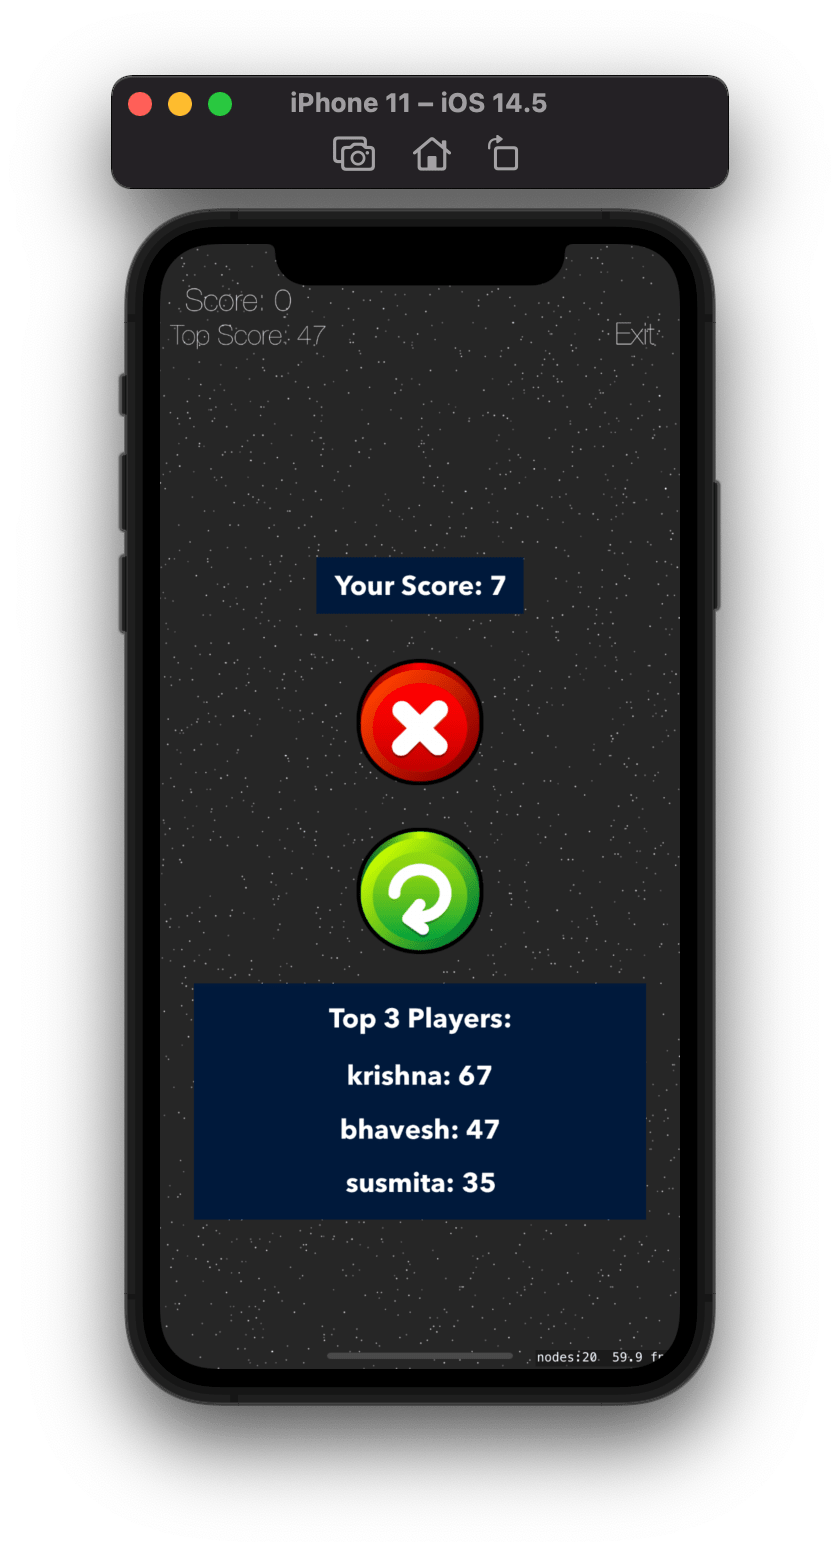 iPhone 11 – iOS 14.5
Score: 0
Top Score: 47
Exit
Your Score: 7
Top 3 Players:
krishna: 67
bhavesh: 47
susmita: 35
nodes:20 59.9